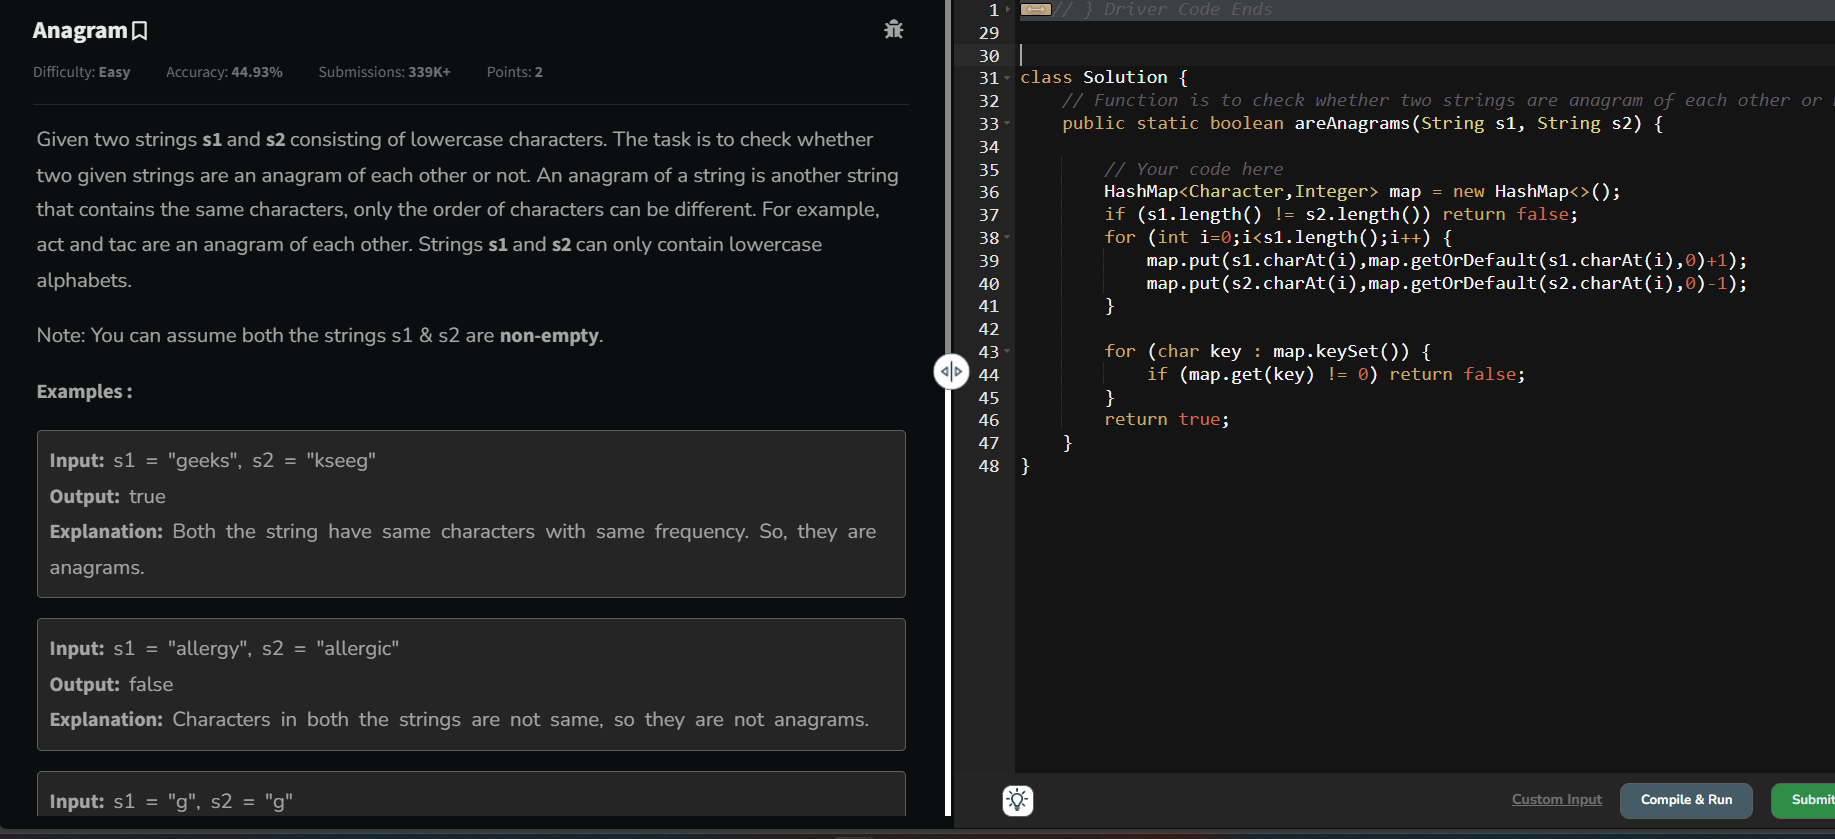 Anagram
Difficulty: Easy Accuracy: 44.93% Submissions: 339K+ Points: 2
Given two strings s1 and s2 consisting of lowercase characters. The task is to check whether
two given strings are an anagram of each other or not. An anagram of a string is another string
that contains the same characters, only the order of characters can be different. For example,
act and tac are an anagram of each other. Strings s1 and s2 can only contain lowercase
alphabets.
Note: You can assume both the strings s1 & s2 are non-empty.
Examples :
Input: s1 = "geeks", s2 = "kseeg"
Output: true
Explanation: Both the string have same characters with same frequency. So, they are
anagrams.
Input: s1 = "allergy", s2 = "allergic"
Output: false
Explanation: Characters in both the strings are not same, so they are not anagrams.
Input: s1 = "g", s2 = "g"
1 // } Driver Code Ends
29
30
31 class Solution {
32 // Function is to check whether two strings are anagram of each other or
33 public static boolean areAnagrams(String s1, String s2) {
34
35 // Your code here
36 HashMap<Character,Integer> map = new HashMap<>();
37 if (s1.length() != s2.length()) return false;
38 for (int i=0;i<s1.length();i++) {
39 map.put(s1.charAt(i),map.getOrDefault(s1.charAt(i),0)+1);
40 map.put(s2.charAt(i),map.getOrDefault(s2.charAt(i),0)-1);
41 }
42
43 for (char key : map.keySet()) {
44 if (map.get(key) != 0) return false;
45 }
46 return true;
47 }
48 }
Custom Input Compile & Run Submit